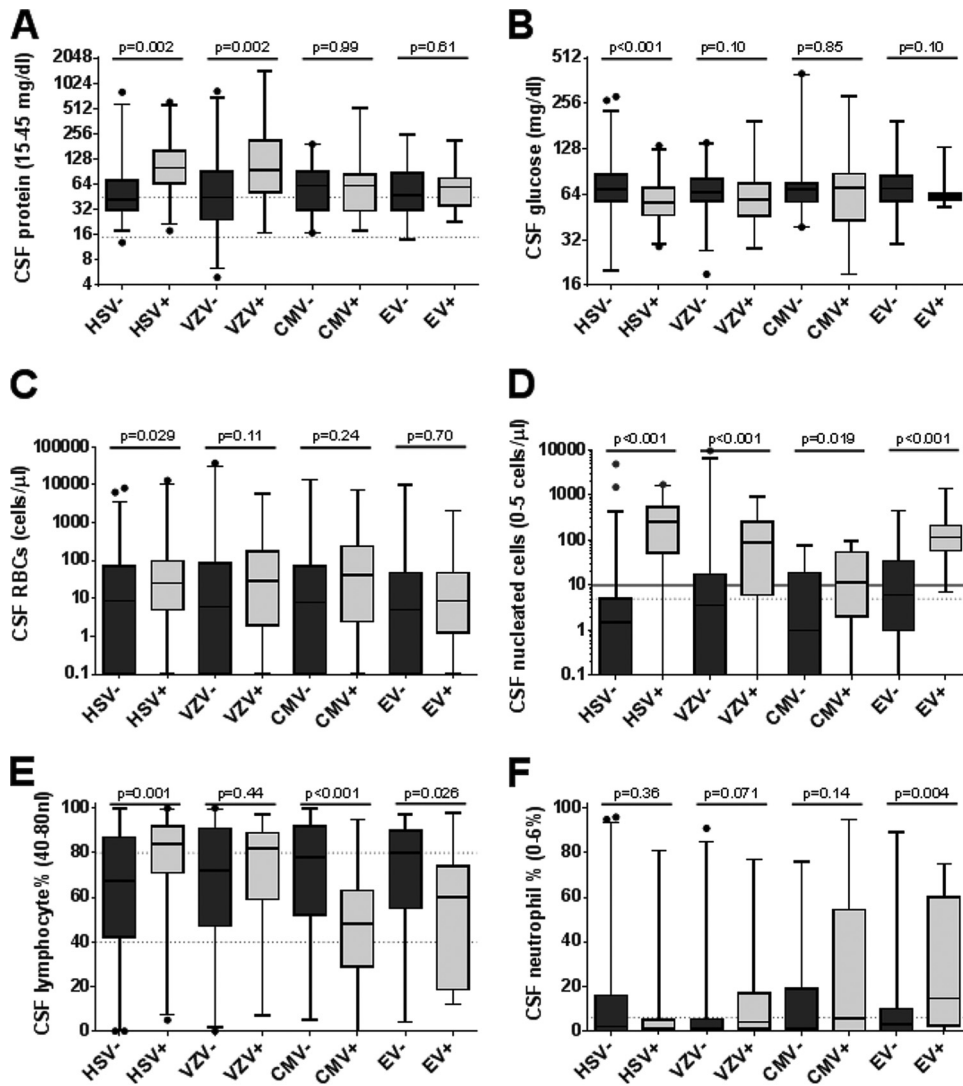 A
B
p=0.002 p=0.002 p=0.99 p=0.61
p<0.001 p=0.10 p=0.85 p=0.10
CSF protein (15-45 mg/dl)
2048
1024
512
256
128
64
32
16
8
4
HSV- HSV+ VZV- VZV+ CMV- CMV+ EV- EV+
CSF glucose (mg/dl)
512
256
128
64
32
16
HSV- HSV+ VZV- VZV+ CMV- CMV+ EV- EV+
C
D
p=0.029 p=0.11 p=0.24 p=0.70
p<0.001 p<0.001 p=0.019 p<0.001
CSF RBCs (cells/µl)
100000
10000
1000
100
10
1
0.1
HSV- HSV+ VZV- VZV+ CMV- CMV+ EV- EV+
CSF nucleated cells (0-5 cells/µl)
10000
1000
100
10
1
0.1
HSV- HSV+ VZV- VZV+ CMV- CMV+ EV- EV+
E
F
p=0.001 p=0.44 p<0.001 p=0.026
p=0.36 p=0.071 p=0.14 p=0.004
CSF lymphocyte% (40-80nl)
100
80
60
40
20
0
HSV- HSV+ VZV- VZV+ CMV- CMV+ EV- EV+
CSF neutrophil % (0-6%)
100
80
60
40
20
0
HSV- HSV+ VZV- VZV+ CMV- CMV+ EV- EV+